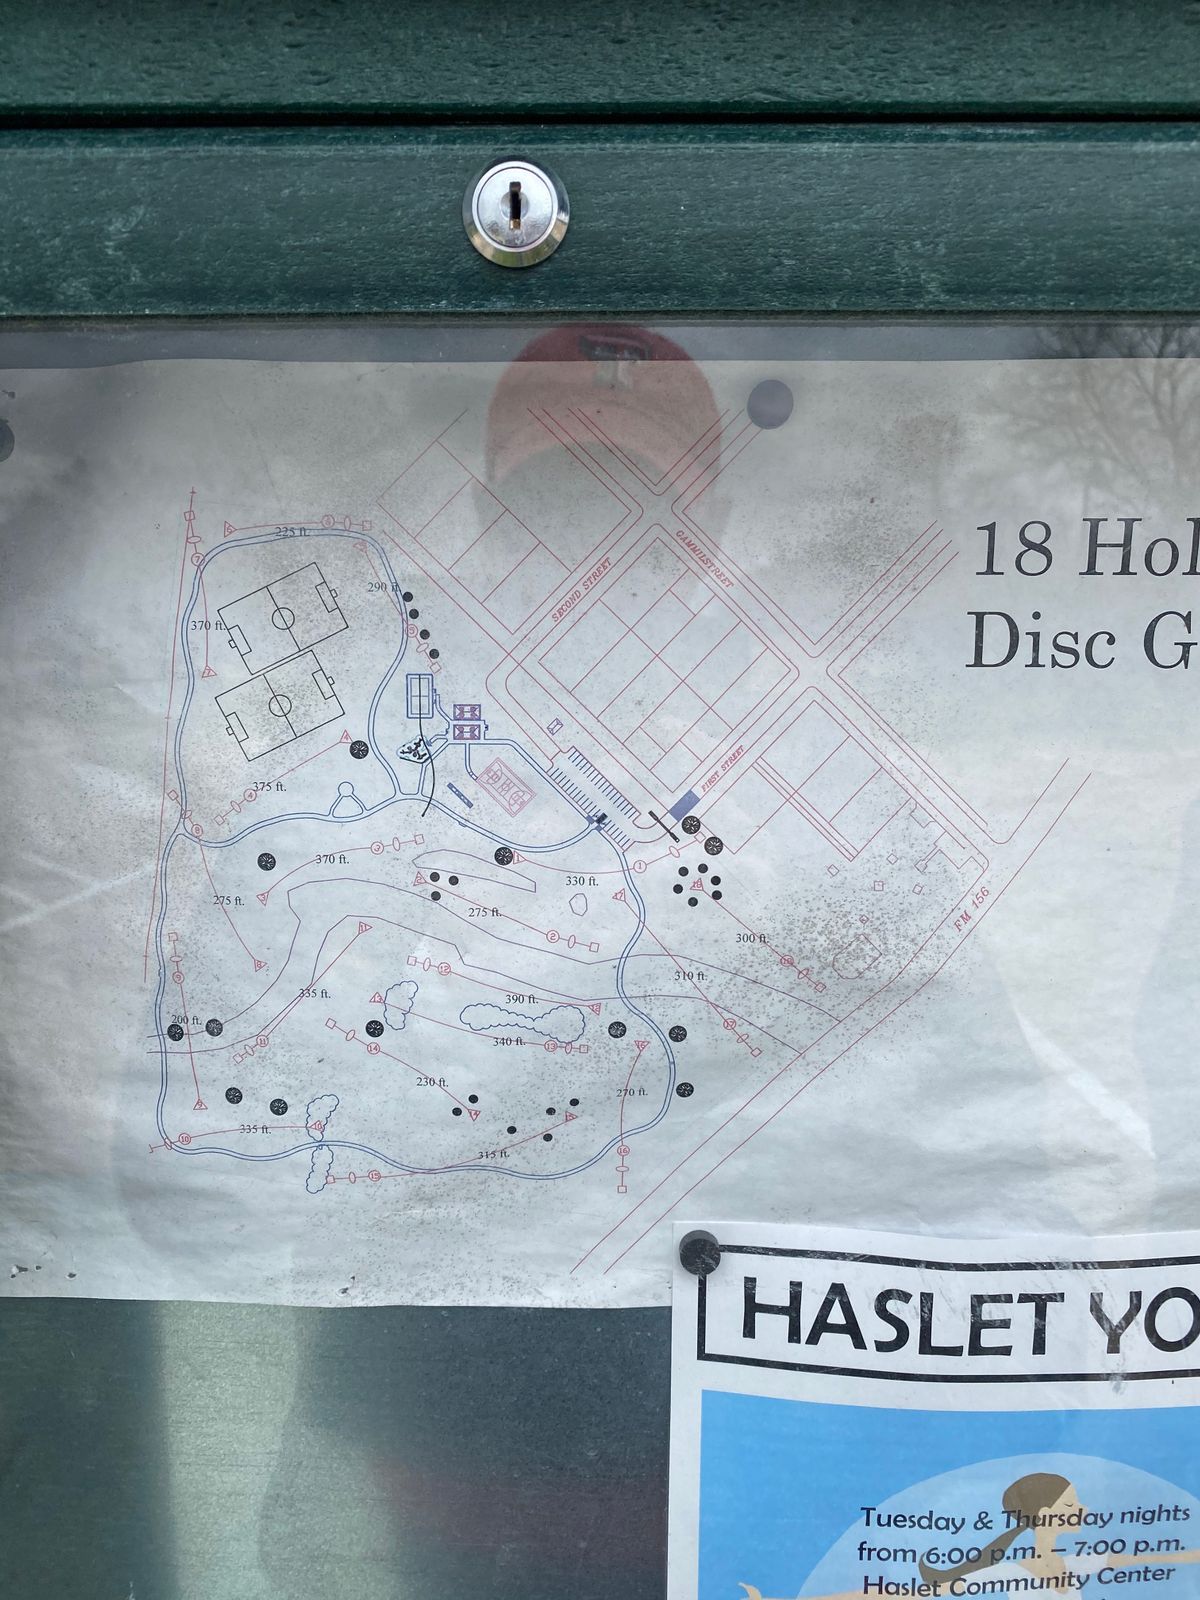 18 Hol
Disc G
225 ft.
290 ft
370 ft.
375 ft.
370 ft.
275 ft.
330 ft.
275 ft.
300 ft.
310 ft.
335 ft.
390 ft.
340 ft.
200 ft.
230 ft.
270 ft.
335 ft.
315 ft.
SECOND STREET
GAMMILSTREET
FIRST STREET
FM 156
HASLET YO
Tuesday & Thursday nights
from 6:00 p.m. – 7:00 p.m.
Haslet Community Center